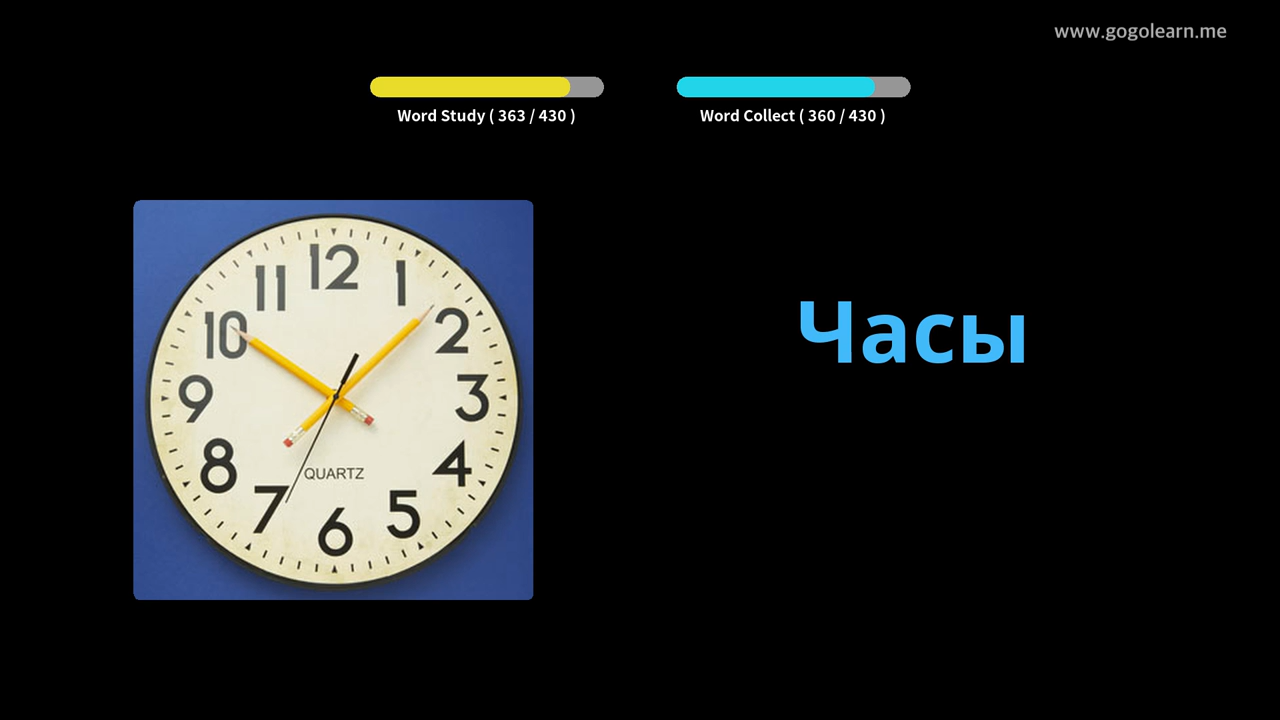 www.gogolearn.me
Word Study ( 363 / 430 )
Word Collect ( 360 / 430 )
12
1
2
3
4
5
6
7
8
9
10
11
QUARTZ
Часы